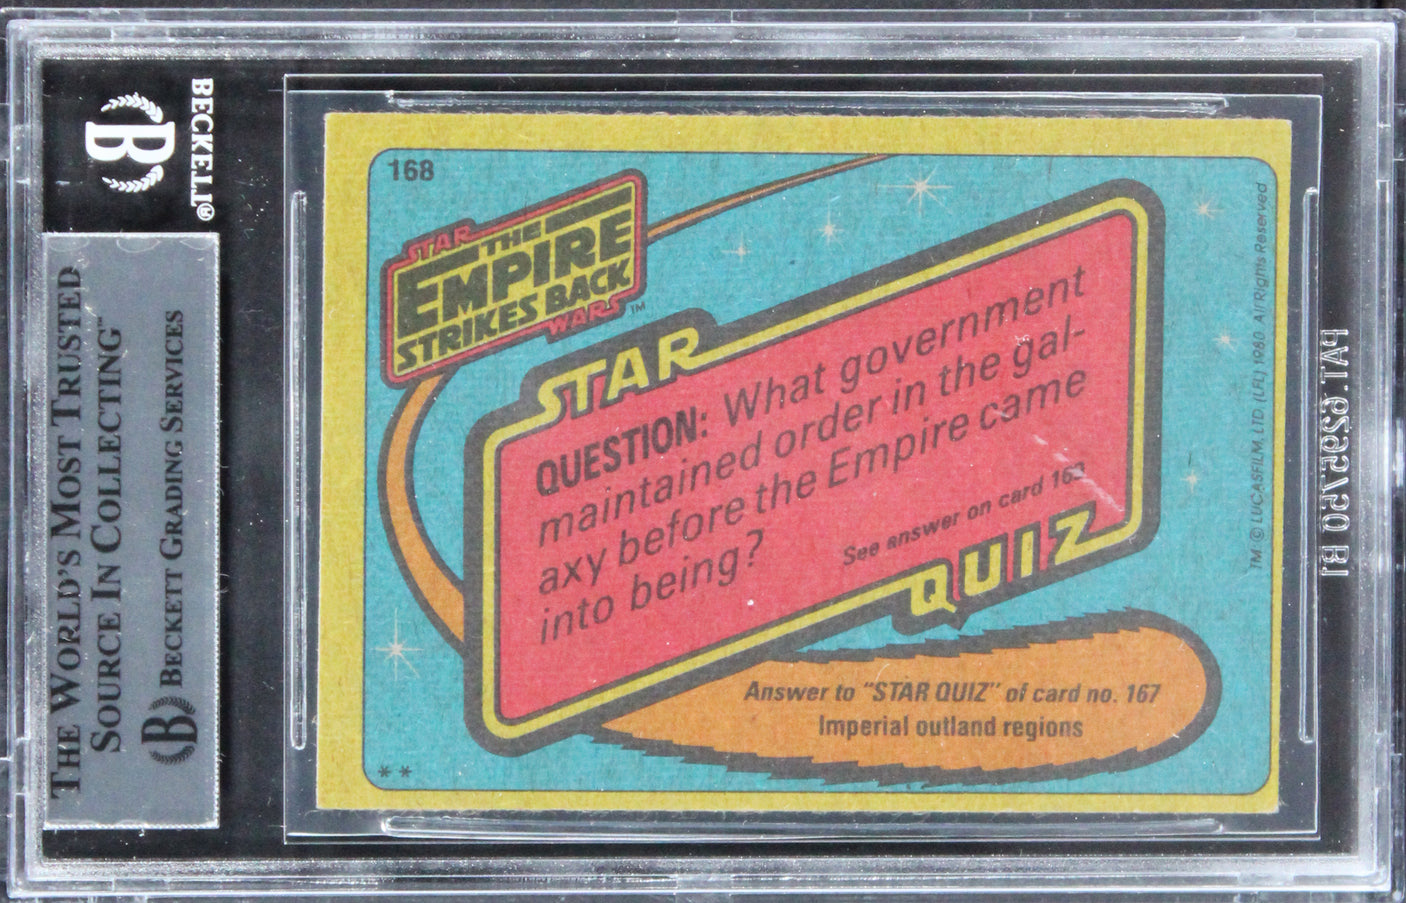 BECKETT®
B
THE WORLD'S MOST TRUSTED
SOURCE IN COLLECTING™
B BECKETT GRADING SERVICES
168
STAR
THE
EMPIRE
STRIKES BACK
WARS™
STAR
QUESTION: What government
maintained order in the gal-
axy before the Empire came
into being?
See answer on card
QUIZ
Answer to "STAR QUIZ" of card no. 167
Imperial outland regions
**
TM: © LUCASFILM, LTD (LFL) 1980 All Rights Reserved